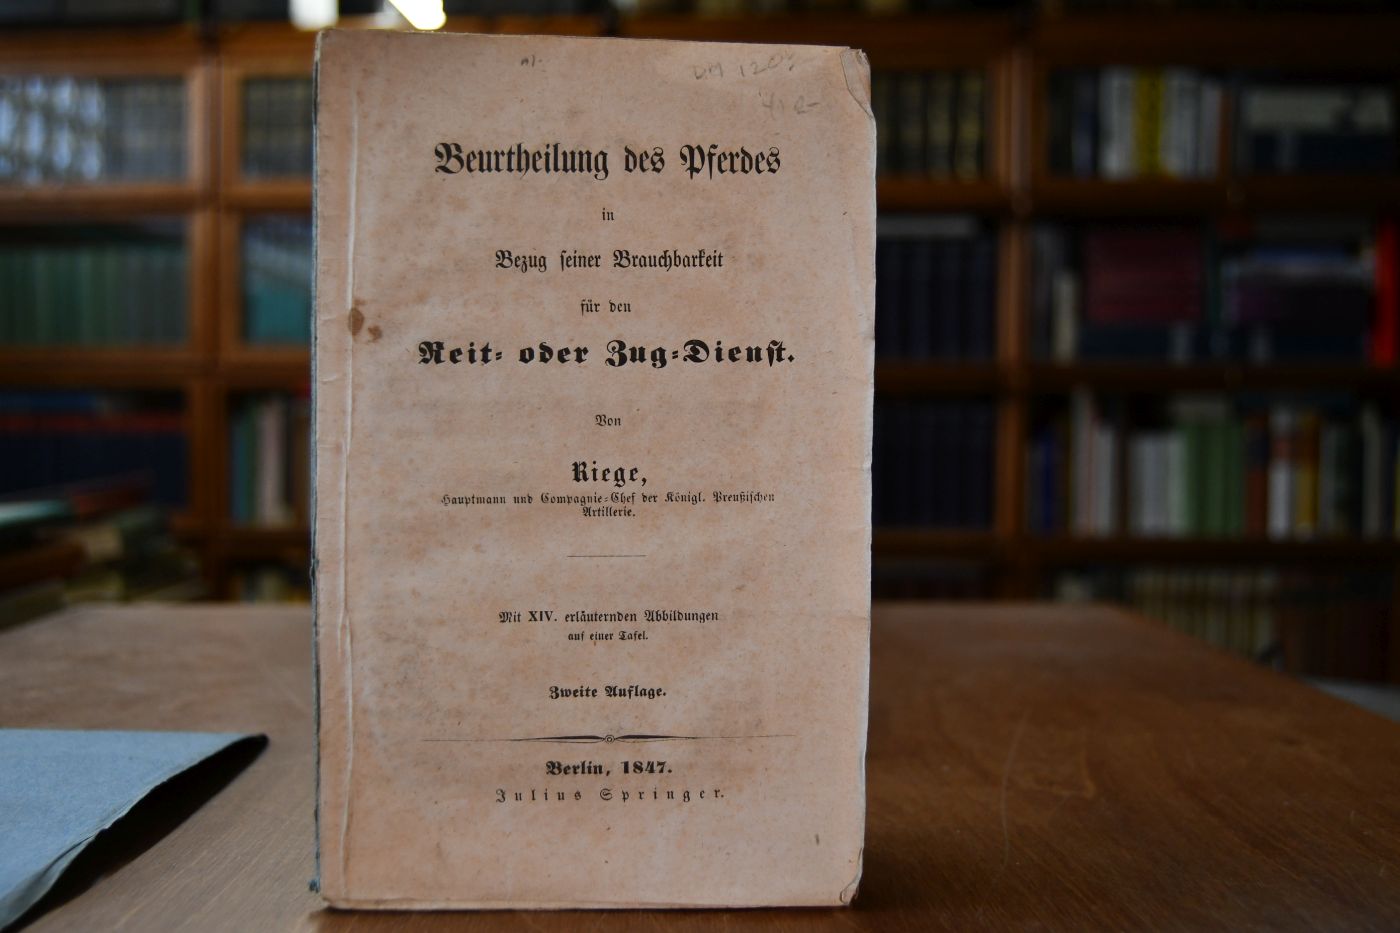 Beurtheilung des Pferdes
in
Bezug seiner Brauchbarkeit
für den
Reit- oder Zug-Dienst.
Von
Riege,
Hauptmann und Compagnie-Chef der Königl. Preußischen
Artillerie.
Mit XIV. erläuternden Abbildungen
auf einer Tafel.
Zweite Auflage.
Berlin, 1847.
Julius Springer.